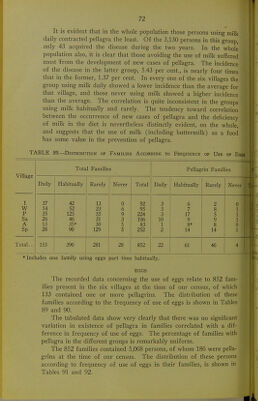 72
It is evident that in the whole population those persons using milk
daily contracted pellagra the least. Of the 3,130 persons in this group,
only 43 acquired the disease during the two years. In the whole
population also, it is clear that those avoiding the use of milk suffered
most from the development of new cases of pellagra. The incidence
of the disease in the latter group, 5.43 per cent., is nearly four times
that in the former, 1.37 per cent. In every one of the six villages the
group using milk daily showed a lower incidence than the average for
that village, and those never using milk showed a higher incidence
than the average. The correlation is quite inconsistent in the groups
using milk habitually and rarely. The tendency toward correlation
between the occurrence of new cases of pellagra and the deficiency
of milk in the diet is nevertheless distinctly evident, on the whole,
and suggests that the use of milk (including buttermilk) as a food
has some value in the prevention of pellagra.
TABLE 89.—Distribution of Families According to Frequency of Use of Eggs
Village
Total Families
Pellagrin Families
Daily Habitually Rarely Never Total Daily Habitually Rarely Never
Total...
* Includes one family using eggs part time habitually.
EGGS
The recorded data concerning the use of eggs relate to 852 fam-
ilies present in the six villages at the time of our census, of which
133 contained one or more pellagrins. The distribution of these
families according to the frequency of use of eggs is shown in Tables
89 and 90.
The tabulated data show very clearly that there was no significant
variation in existence of pellagra in families correlated with a dif-
ference in frequency of use of eggs. The percentage of families with
pellagra in the different groups is remarkably uniform.
The 852 families contained 5,068 persons, of whom 186 were pella-
grins at the time of our census. The distribution of these persons
according to frequency of use of eggs in their families, is shown in
Tables 91 and 92.